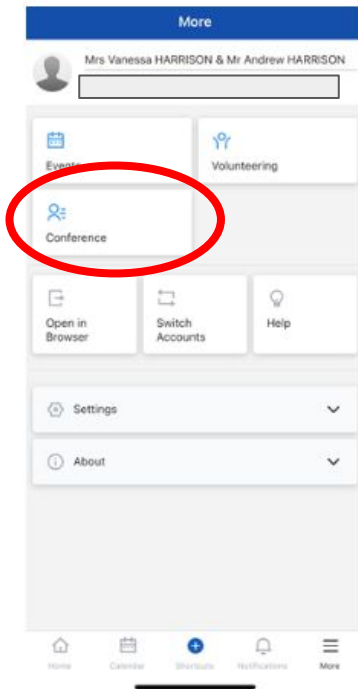 More
Mrs Vanessa HARRISON & Mr Andrew HARRISON
Events
Volunteering
Conference
Open in
Browser
Switch
Accounts
Help
Settings
About
Home
Calendar
Shortcuts
Notifications
More